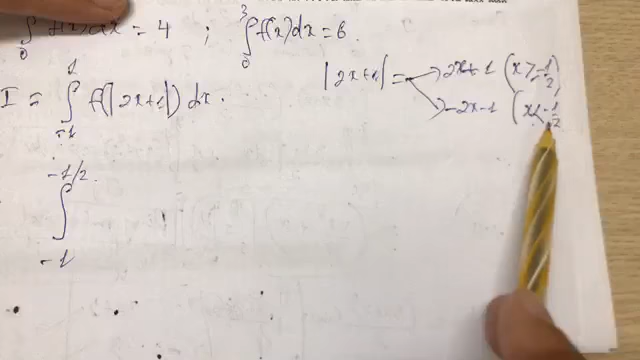 ∫₀ f(x)dx = 4 ; ∫₀³ f(x)dx = 6.
I = ∫₋₁¹ f(|2x+1|) dx.
|2x+1| = → 2x+1 (x > -1/2)
→ -2x-1 (x < -1/2
∫₋₁^(-1/2)